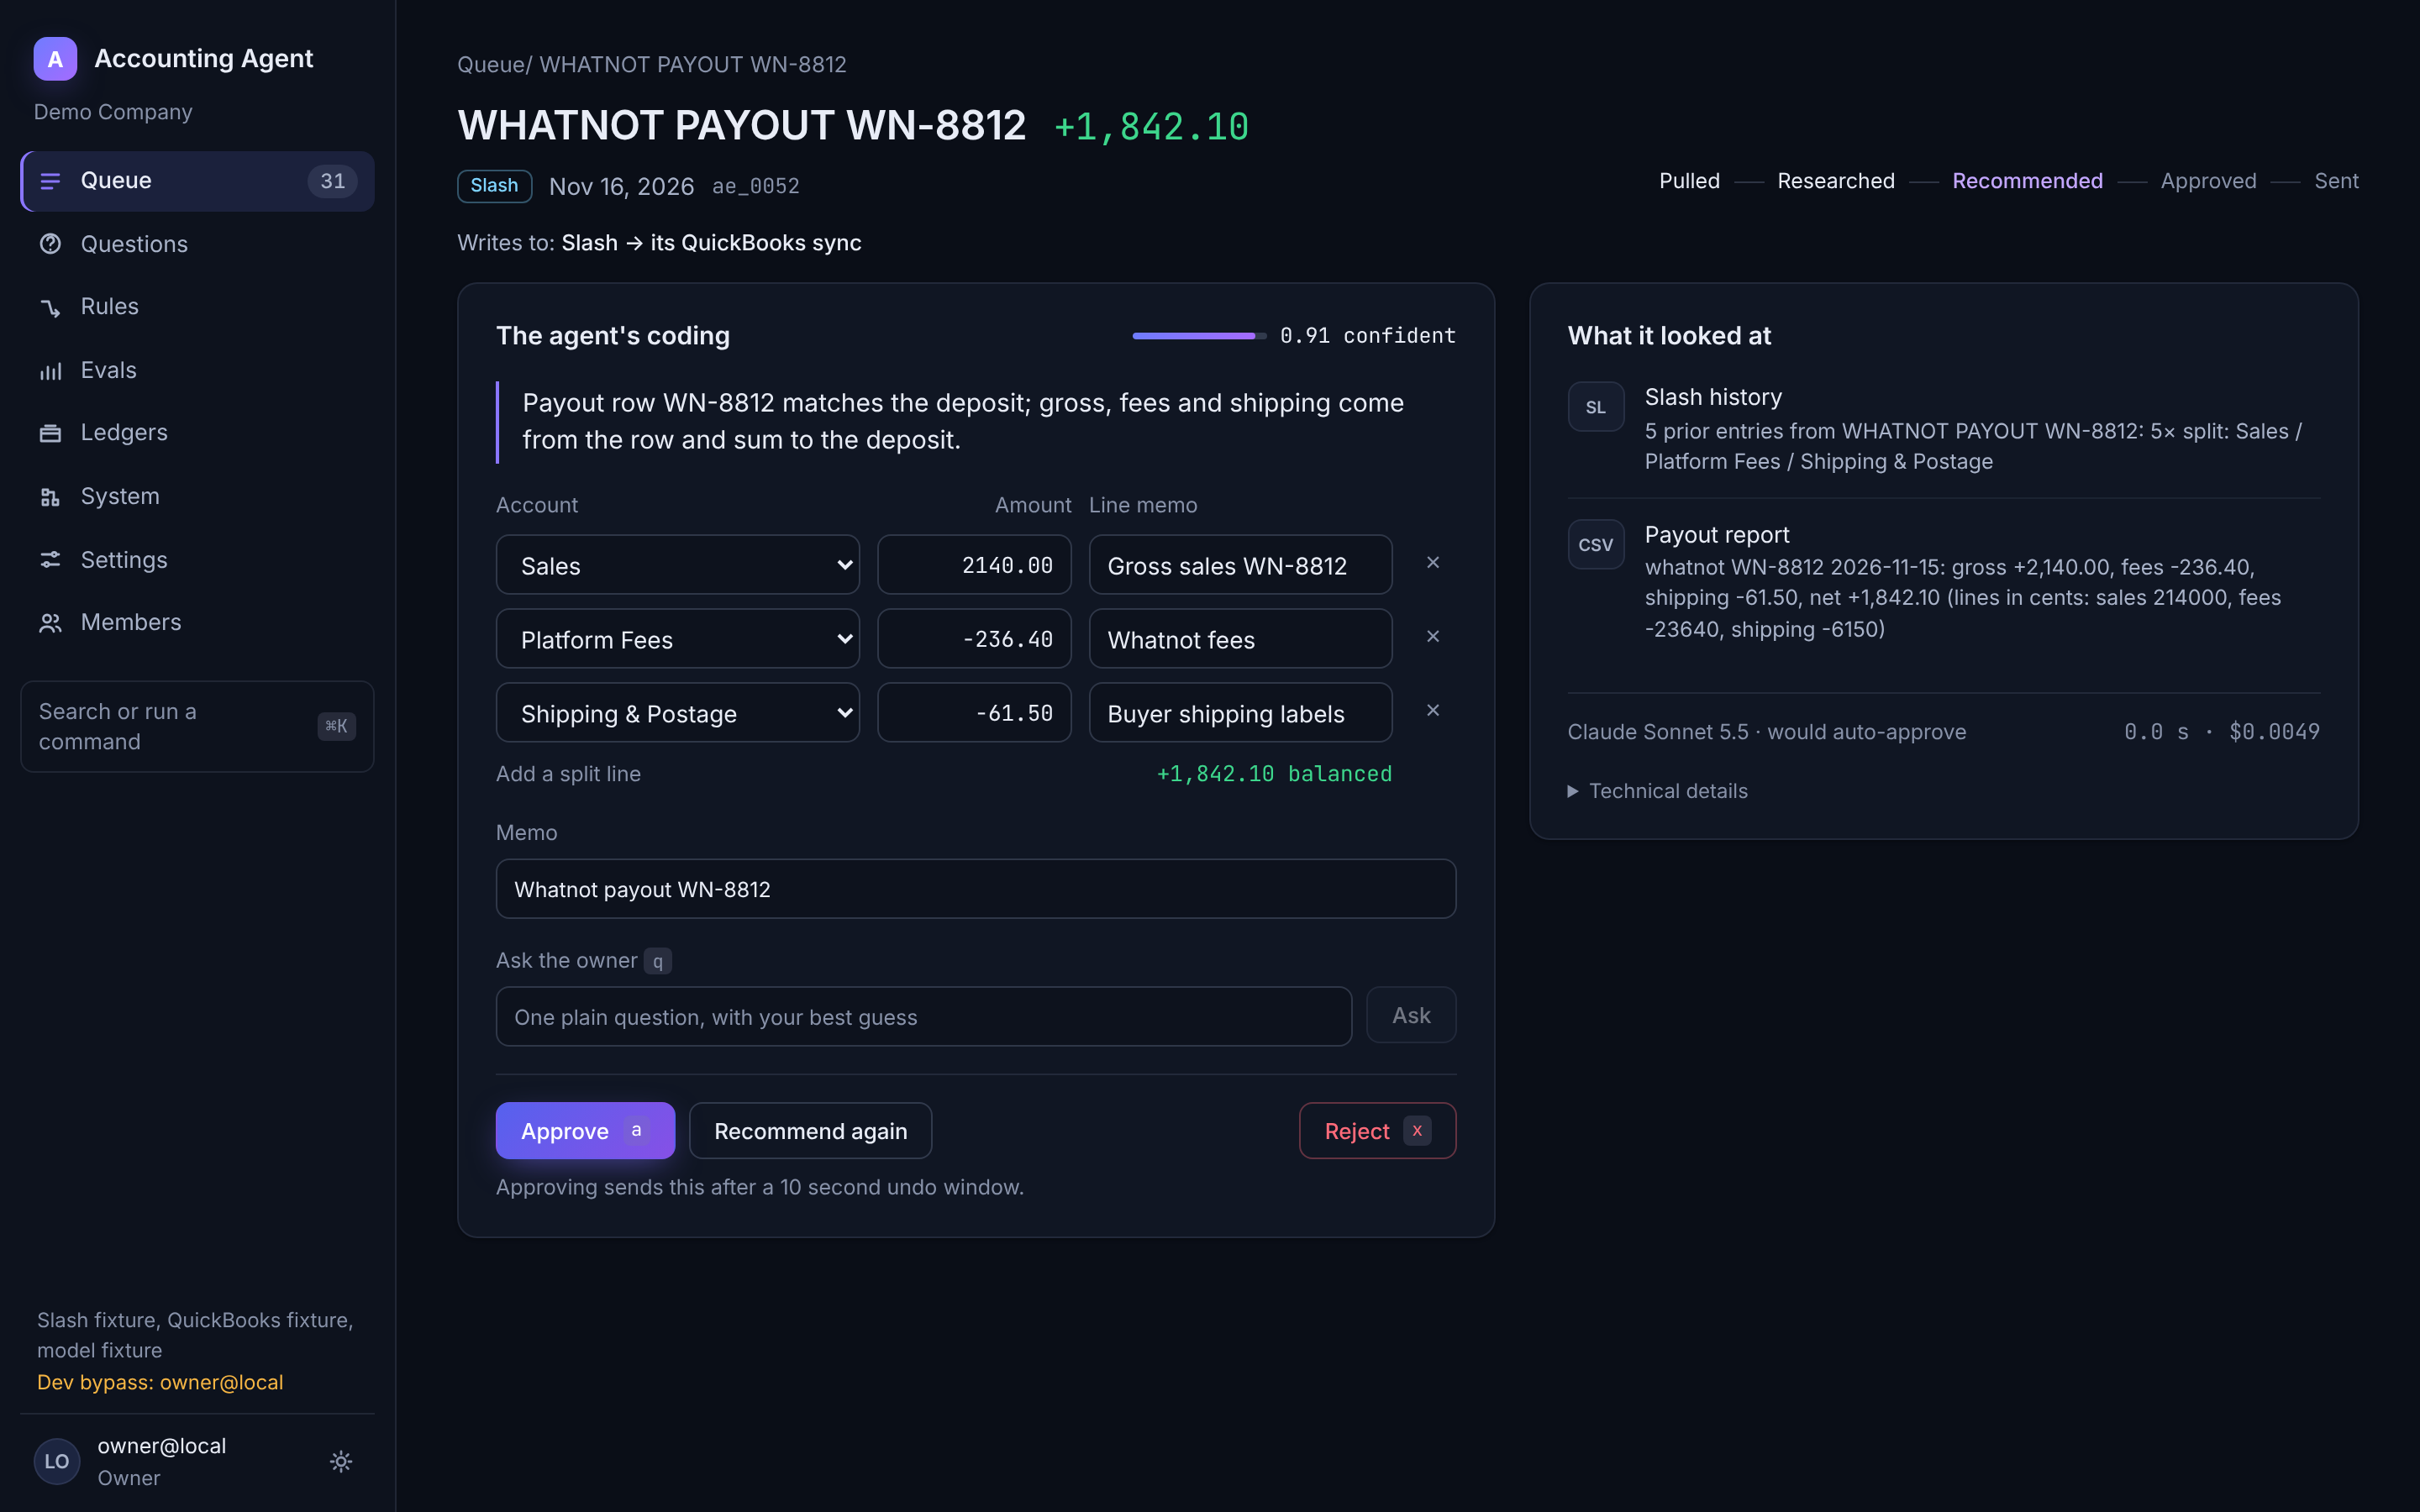 A
Accounting Agent
Demo Company
Queue
31
Questions
Rules
Evals
Ledgers
System
Settings
Members
Search or run a
command
⌘K
Slash fixture, QuickBooks fixture,
model fixture
Dev bypass: owner@local
LO
owner@local
Owner
Queue/ WHATNOT PAYOUT WN-8812
WHATNOT PAYOUT WN-8812 +1,842.10
Slash Nov 16, 2026 ae_0052
Pulled Researched Recommended Approved Sent
Writes to: Slash → its QuickBooks sync
The agent's coding
0.91 confident
Payout row WN-8812 matches the deposit; gross, fees and shipping come
from the row and sum to the deposit.
Account Amount Line memo
Sales 2140.00 Gross sales WN-8812 ×
Platform Fees -236.40 Whatnot fees ×
Shipping & Postage -61.50 Buyer shipping labels ×
Add a split line +1,842.10 balanced
Memo
Whatnot payout WN-8812
Ask the owner q
One plain question, with your best guess
Ask
Approve a
Recommend again
Reject x
Approving sends this after a 10 second undo window.
What it looked at
SL
Slash history
5 prior entries from WHATNOT PAYOUT WN-8812: 5× split: Sales /
Platform Fees / Shipping & Postage
CSV
Payout report
whatnot WN-8812 2026-11-15: gross +2,140.00, fees -236.40,
shipping -61.50, net +1,842.10 (lines in cents: sales 214000, fees
-23640, shipping -6150)
Claude Sonnet 5.5 · would auto-approve
0.0 s · $0.0049
▶ Technical details